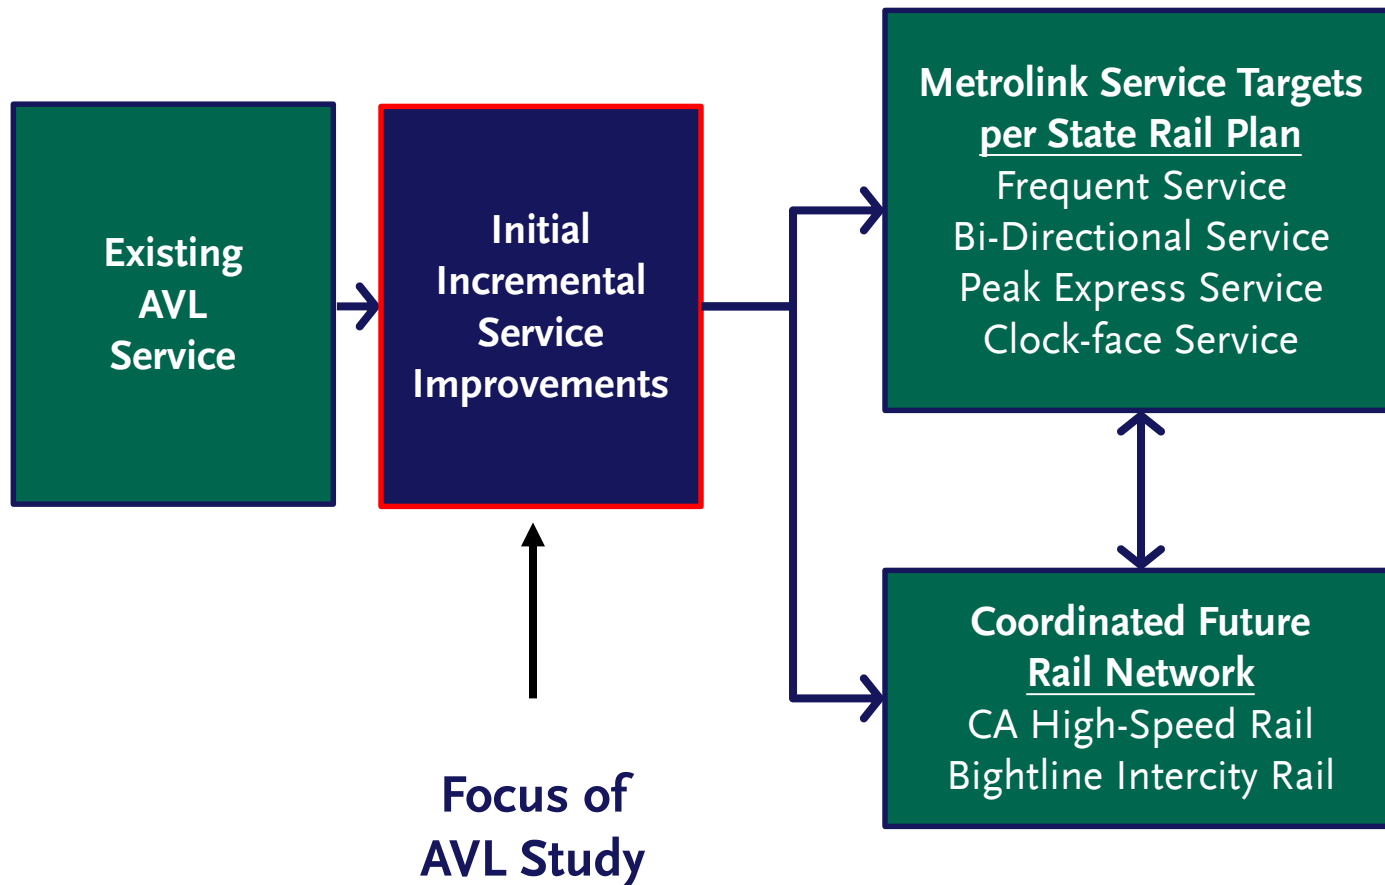 Existing
AVL
Service
Initial
Incremental
Service
Improvements
Focus of
AVL Study
Metrolink Service Targets
per State Rail Plan
Frequent Service
Bi-Directional Service
Peak Express Service
Clock-face Service
Coordinated Future
Rail Network
CA High-Speed Rail
Bightline Intercity Rail